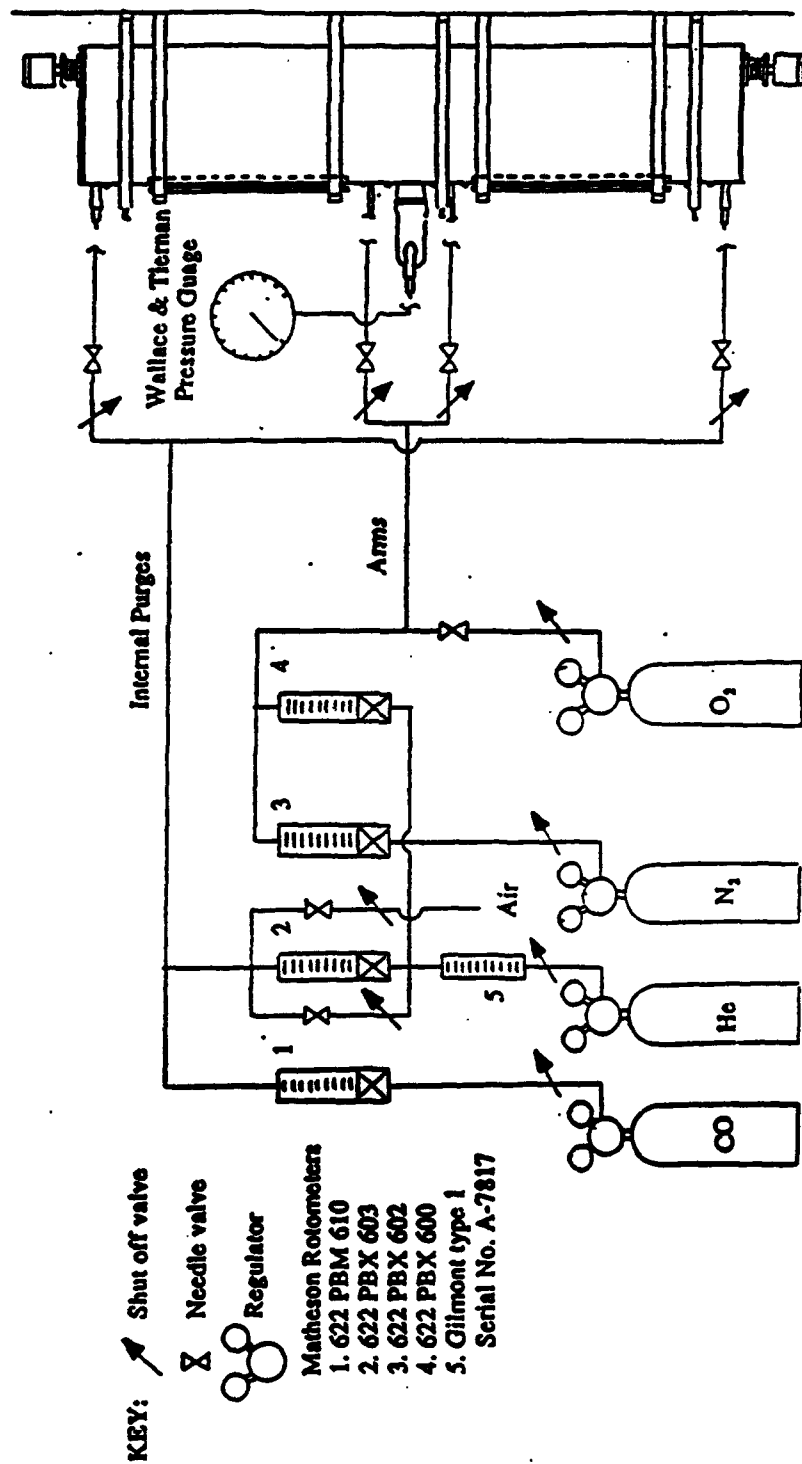 Wallace & Tiernan
Pressure Guage
Internal Purges
Arms
1
2
3
4
5
Air
CO
He
N₂
O₂
KEY:
Shut off valve
Needle valve
Regulator
Matheson Rotometers
1. 622 PBM 610
2. 622 PBX 603
3. 622 PBX 602
4. 622 PBX 600
5. Gilmont type 1
Serial No. A-7817